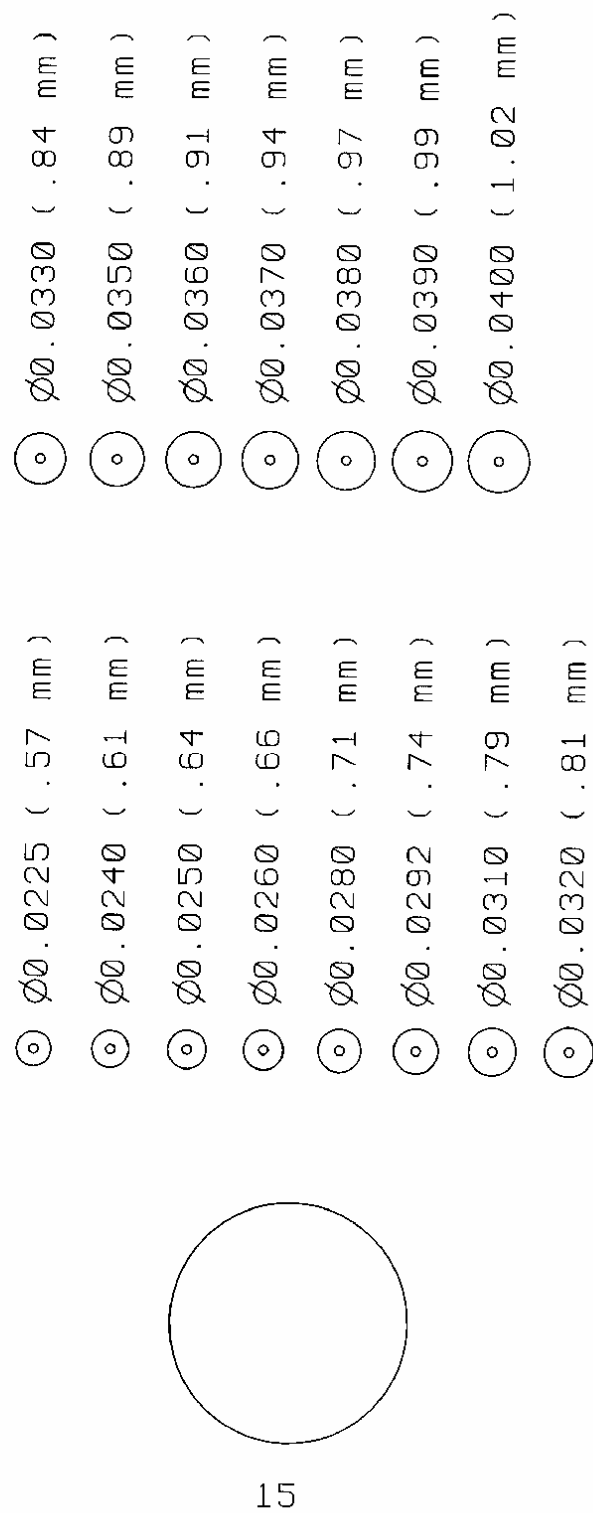 Ø0.0225 ( .57 mm )
Ø0.0240 ( .61 mm )
Ø0.0250 ( .64 mm )
Ø0.0260 ( .66 mm )
Ø0.0280 ( .71 mm )
Ø0.0292 ( .74 mm )
Ø0.0310 ( .79 mm )
Ø0.0320 ( .81 mm )
Ø0.0330 ( .84 mm )
Ø0.0350 ( .89 mm )
Ø0.0360 ( .91 mm )
Ø0.0370 ( .94 mm )
Ø0.0380 ( .97 mm )
Ø0.0390 ( .99 mm )
Ø0.0400 (1.02 mm )
15